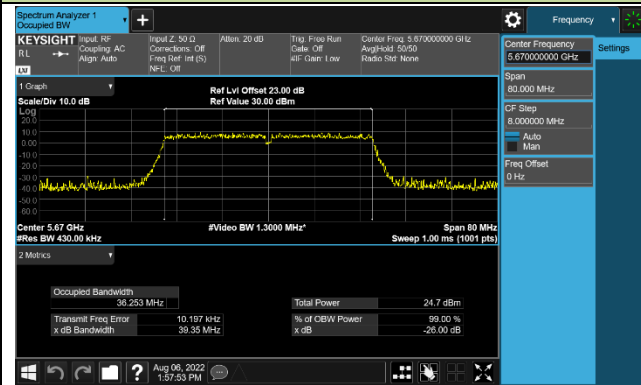 Spectrum Analyzer 1
Occupied BW
+
Frequency
KEYSIGHT
RL
Input: RF
Coupling: AC
Align: Auto
Input Z: 50 Ω
Corrections: Off
Freq Ref: Int (S)
NFE: Off
Atten: 20 dB
Trig: Free Run
Gate: Off
#IF Gain: Low
Center Freq: 5.670000000 GHz
Avg|Hold: 50/50
Radio Std: None
LXI
1 Graph
Scale/Div 10.0 dB
Ref Lvl Offset 23.00 dB
Ref Value 30.00 dBm
Log
20.0
10.0
0.00
-10.0
-20.0
-30.0
-40.0
-50.0
-60.0
Center 5.67 GHz
#Res BW 430.00 kHz
#Video BW 1.3000 MHz*
Span 80 MHz
Sweep 1.00 ms (1001 pts)
2 Metrics
Occupied Bandwidth
36.253 MHz
Transmit Freq Error 10.197 kHz
x dB Bandwidth 39.35 MHz
Total Power 24.7 dBm
% of OBW Power 99.00 %
x dB -26.00 dB
Center Frequency
5.670000000 GHz
Settings
Span
80.000 MHz
CF Step
8.000000 MHz
Auto
Man
Freq Offset
0 Hz
?
Aug 06, 2022
1:57:53 PM